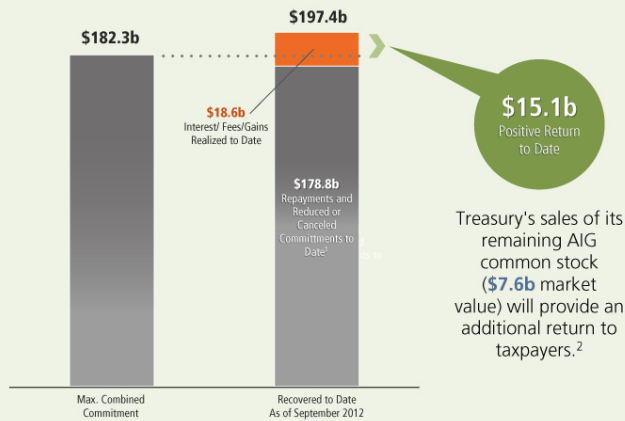 $182.3b
$197.4b
$18.6b
Interest/ Fees/Gains
Realized to Date
$178.8b
Repayments and
Reduced or
Canceled
Committments to
Date¹
$15.1b
Positive Return
to Date
Treasury's sales of its
remaining AIG
common stock
($7.6b market
value) will provide an
additional return to
taxpayers.²
Max. Combined
Commitment
Recovered to Date
As of September 2012